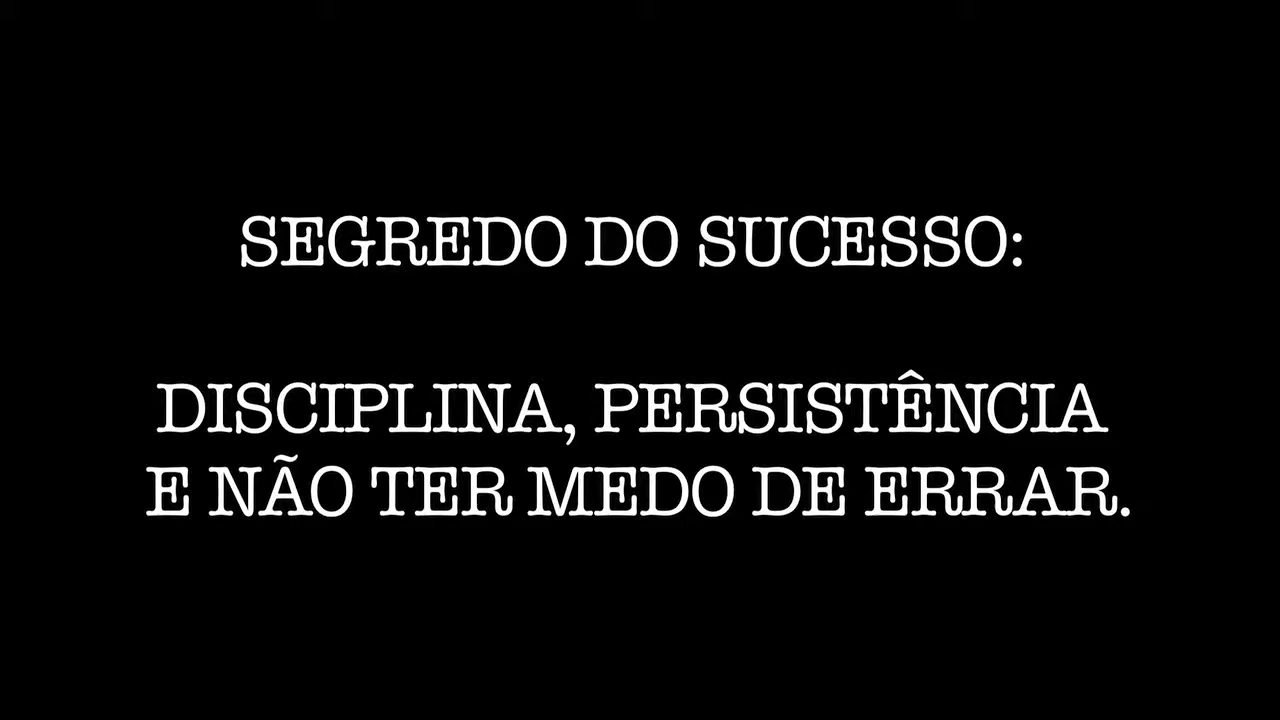 SEGREDO DO SUCESSO:
DISCIPLINA, PERSISTÊNCIA
E NÃO TER MEDO DE ERRAR.